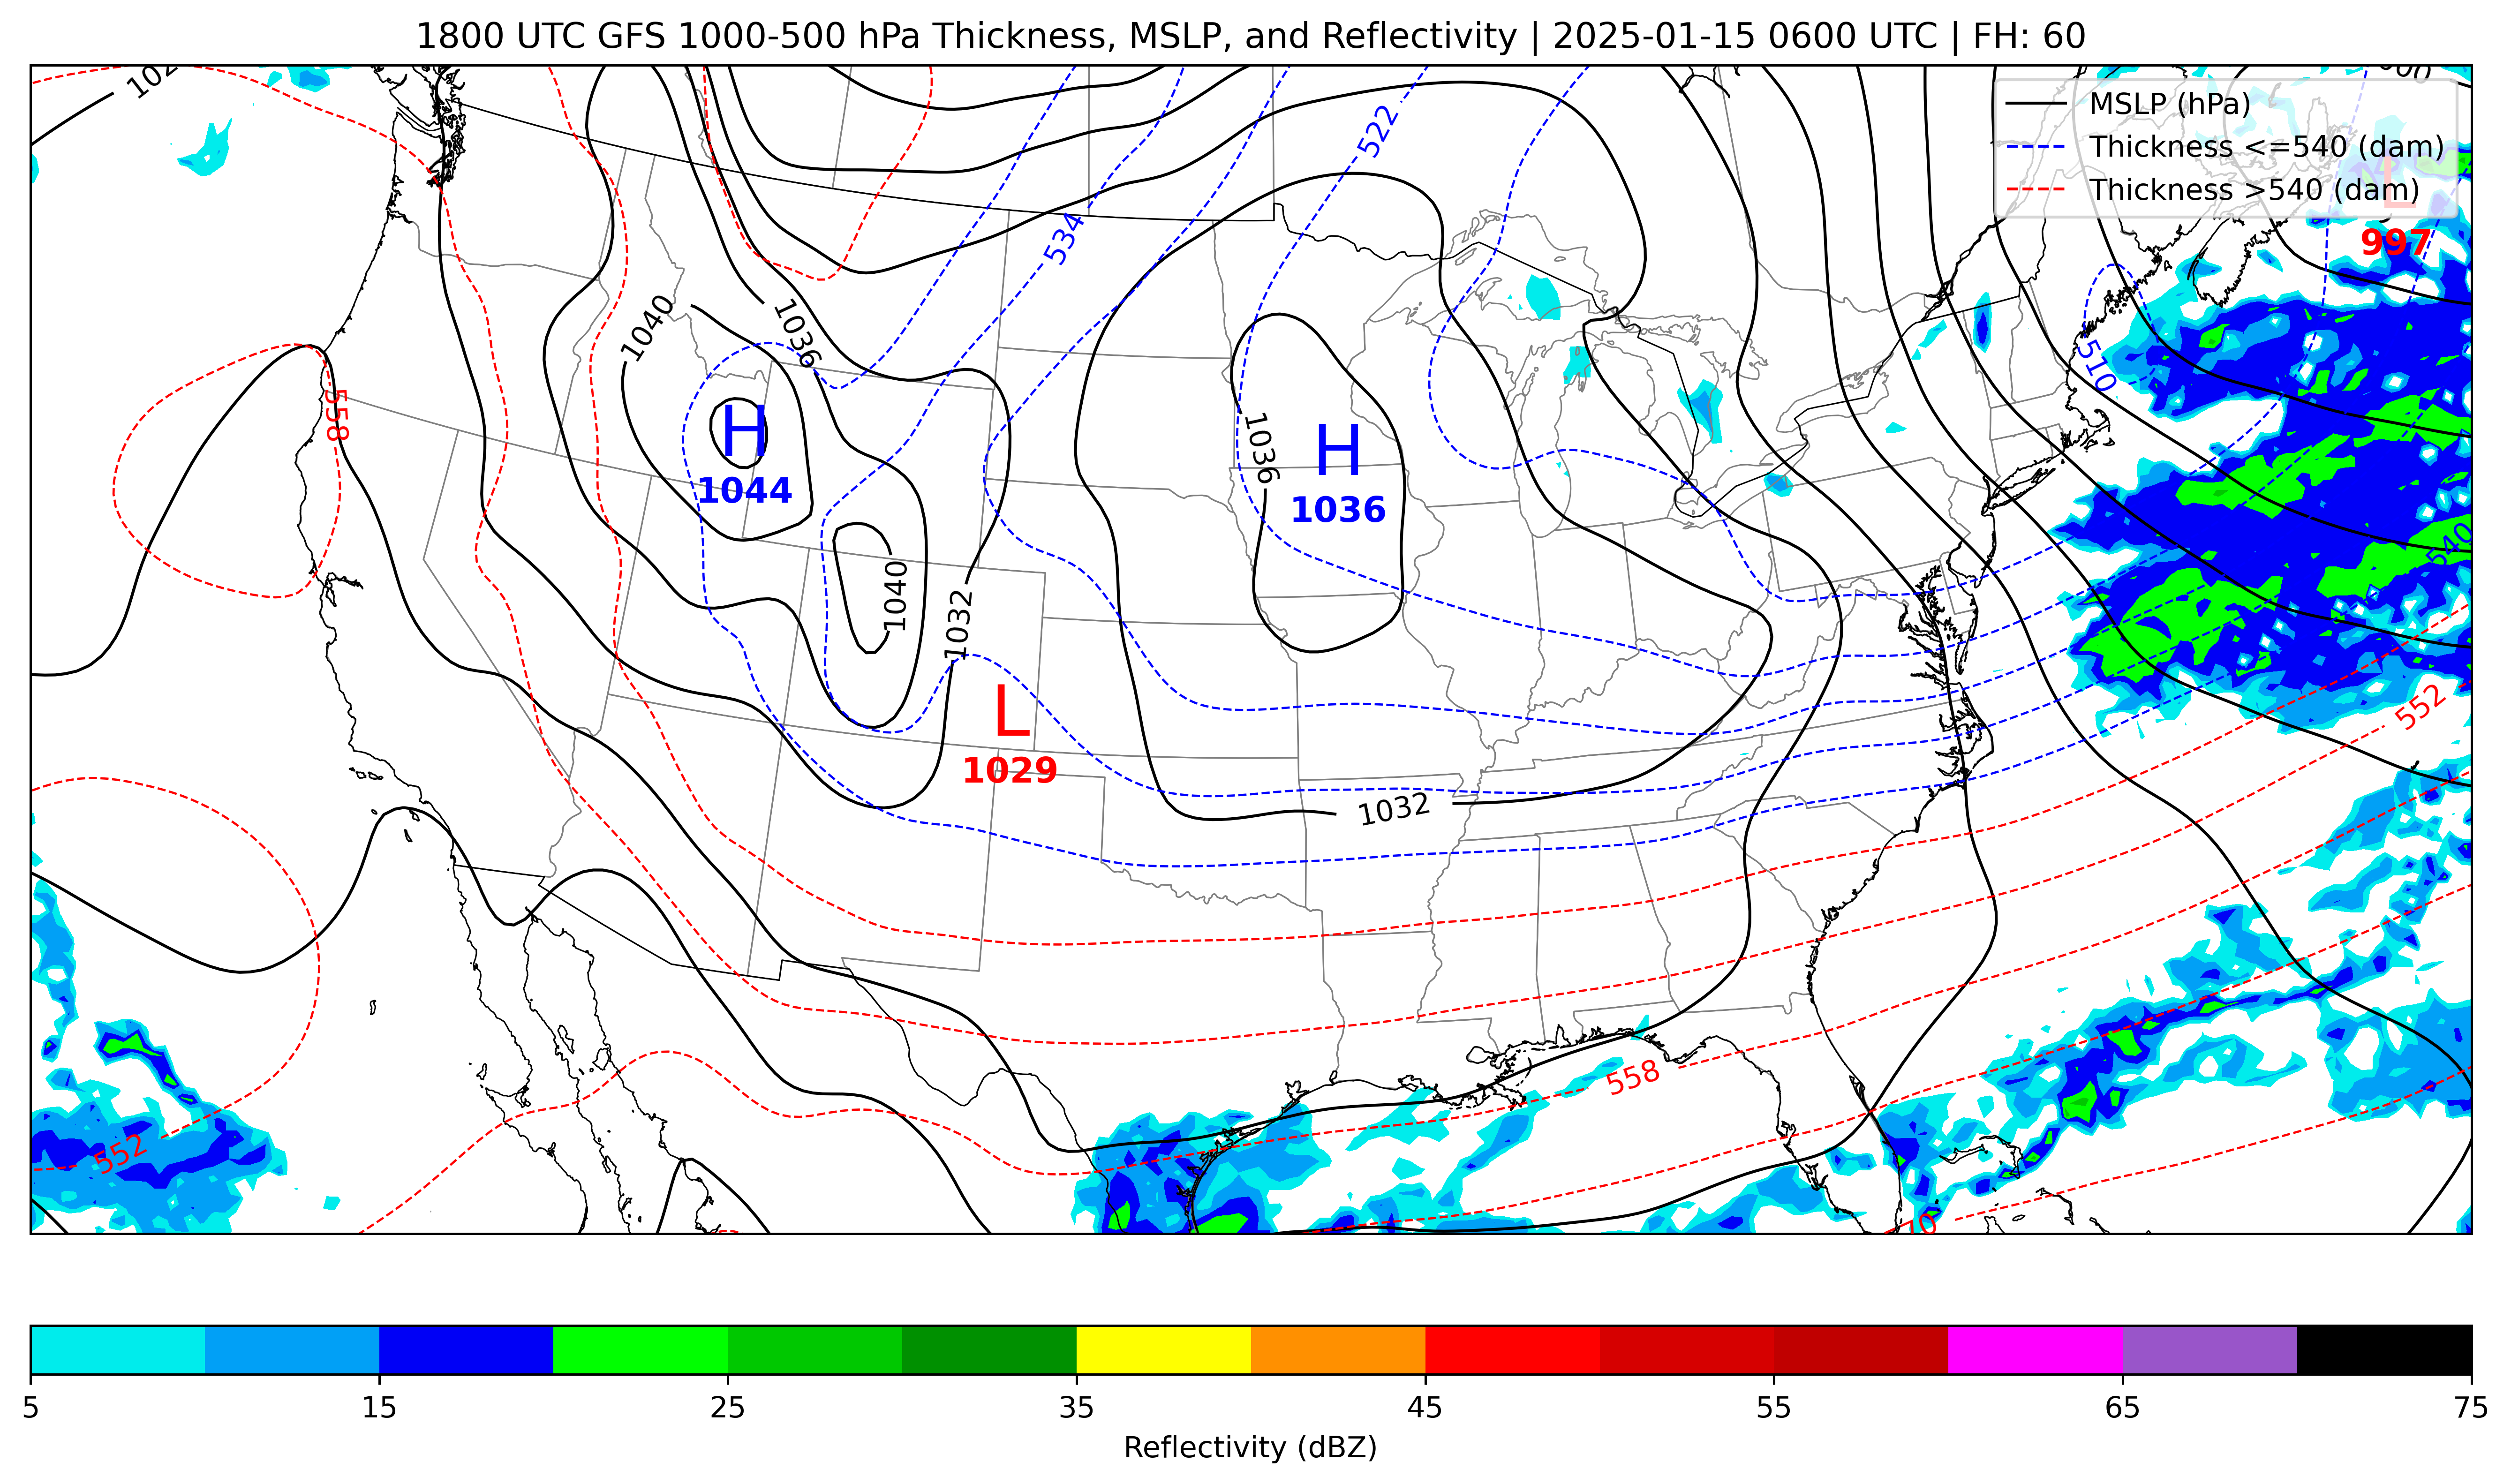 1800 UTC GFS 1000-500 hPa Thickness, MSLP, and Reflectivity | 2025-01-15 0600 UTC | FH: 60
MSLP (hPa)
Thickness <=540 (dam)
Thickness >540 (dam)
L
997
522
534
1040
1036
510
558
H
1044
H
1036
1036
540
1040
1032
L
1029
552
1032
558
552
5 15 25 35 45 55 65 75
Reflectivity (dBZ)